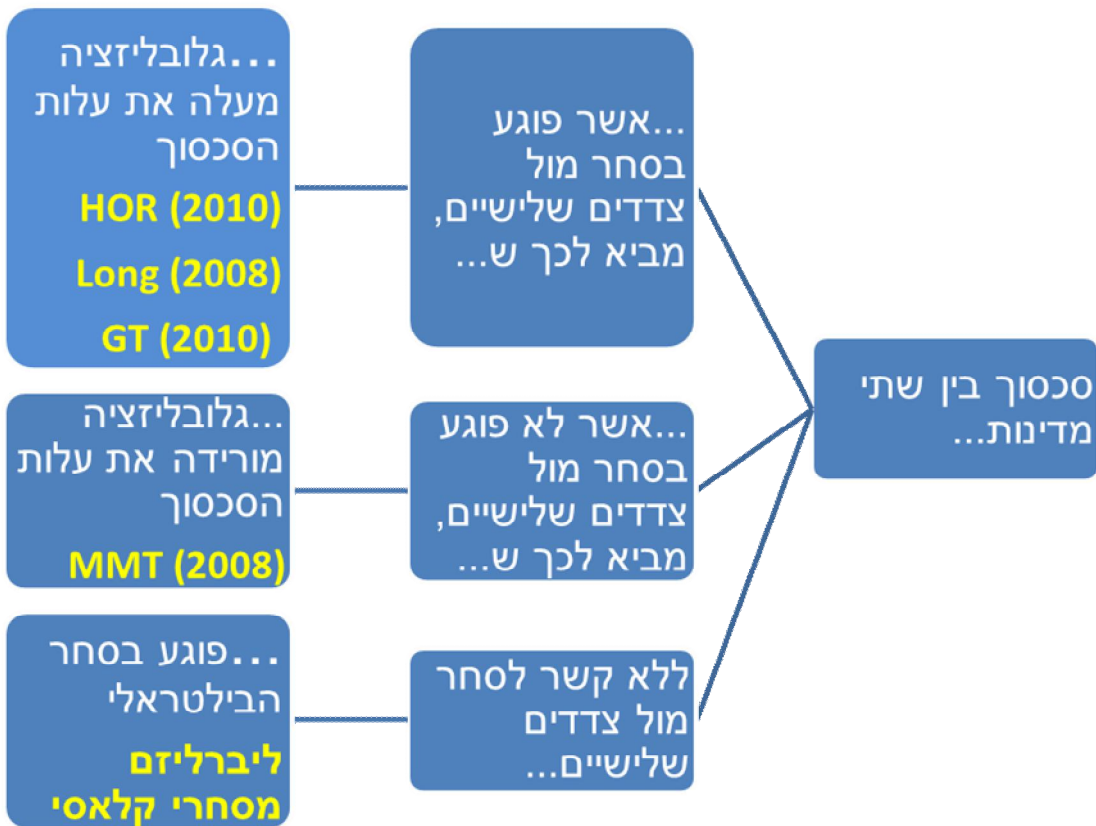 סכסוך בין שתי
מדינות...
...אשר פוגע
בסחר מול
צדדים שלישיים,
מביא לכך ש...
...גלובליזציה
מעלה את עלות
הסכסוך
HOR (2010)
Long (2008)
GT (2010)
...אשר לא פוגע
בסחר מול
צדדים שלישיים,
מביא לכך ש...
...גלובליזציה
מורידה את עלות
הסכסוך
MMT (2008)
ללא קשר לסחר
מול צדדים
שלישיים...
...פוגע בסחר
הבילטראלי
ליברליזם
מסחרי קלאסי